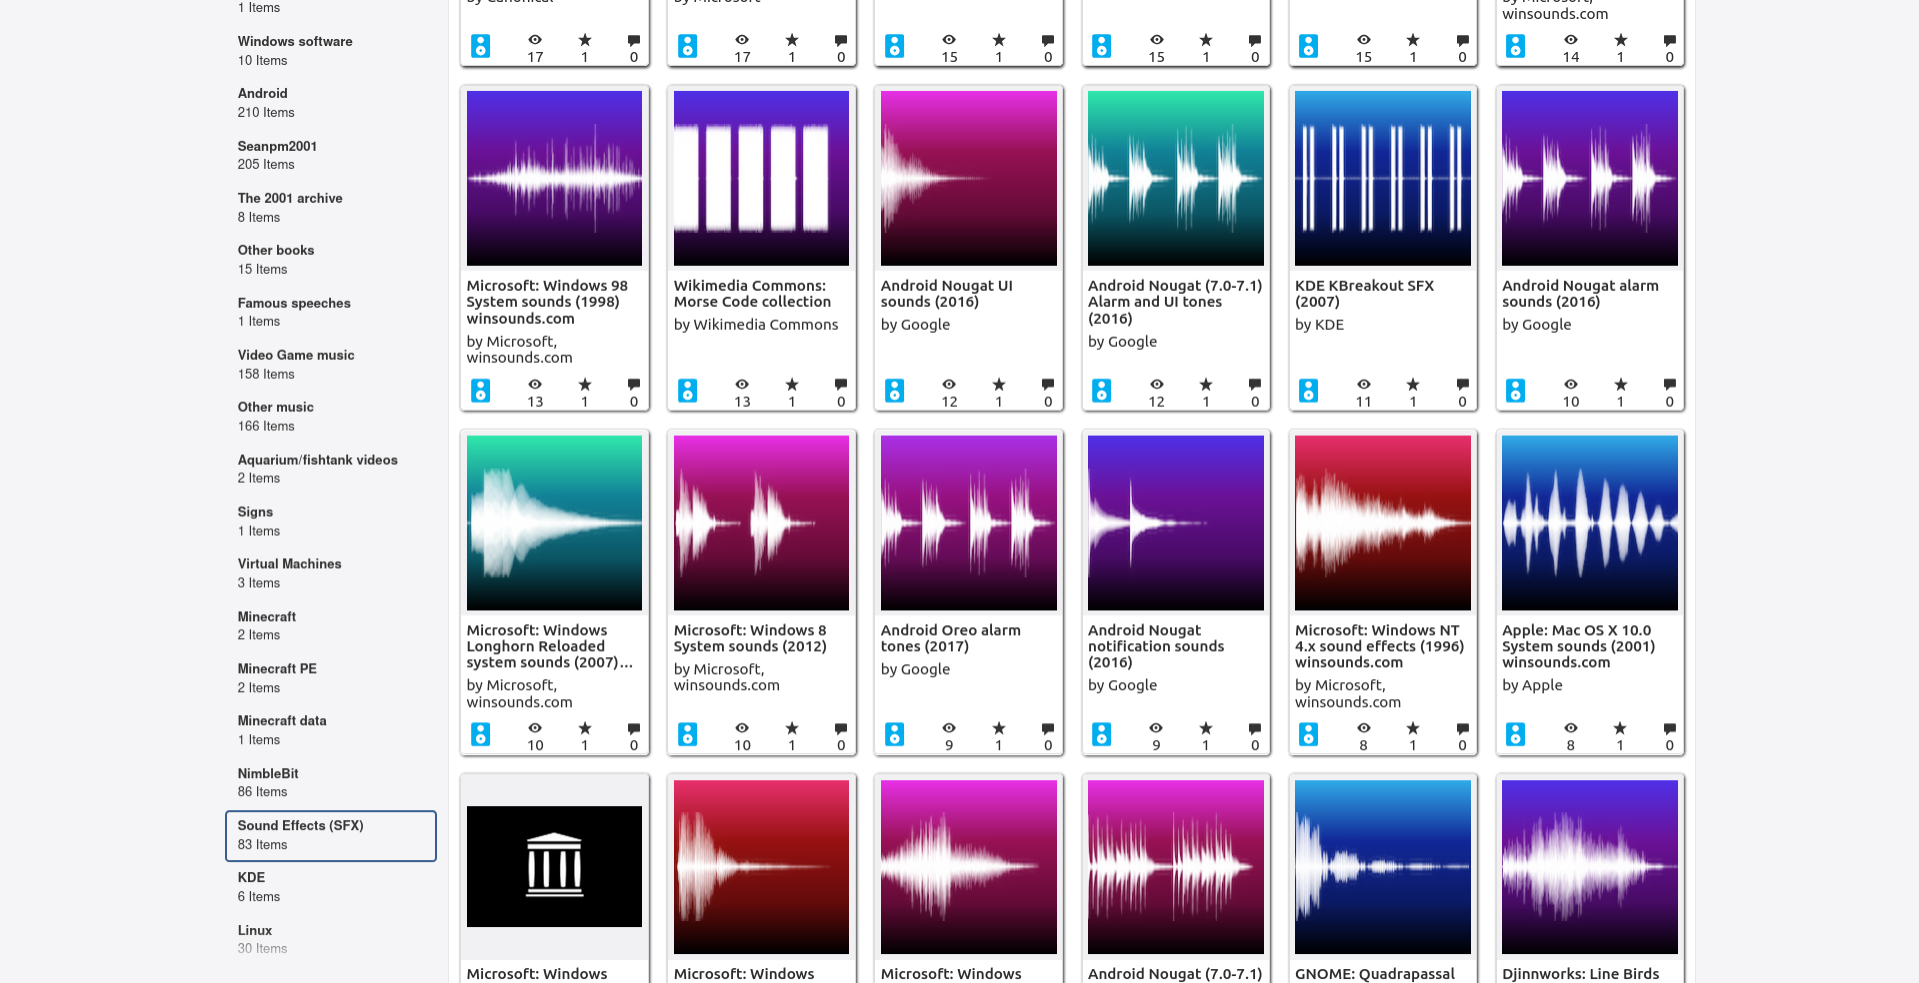 1 Items
Windows software
10 Items
Android
210 Items
Seanpm2001
205 Items
The 2001 archive
8 Items
Other books
15 Items
Famous speeches
1 Items
Video Game music
158 Items
Other music
166 Items
Aquarium/fishtank videos
2 Items
Signs
1 Items
Virtual Machines
3 Items
Minecraft
2 Items
Minecraft PE
2 Items
Minecraft data
1 Items
NimbleBit
86 Items
Sound Effects (SFX)
83 Items
KDE
6 Items
Linux
30 Items
by Canonical
17 1 0
by Microsoft
17 1 0
15 1 0
15 1 0
15 1 0
by Microsoft,
winsounds.com
14 1 0
Microsoft: Windows 98
System sounds (1998)
winsounds.com
by Microsoft,
winsounds.com
13 1 0
Wikimedia Commons:
Morse Code collection
by Wikimedia Commons
13 1 0
Android Nougat UI
sounds (2016)
by Google
12 1 0
Android Nougat (7.0-7.1)
Alarm and UI tones
(2016)
by Google
12 1 0
KDE KBreakout SFX
(2007)
by KDE
11 1 0
Android Nougat alarm
sounds (2016)
by Google
10 1 0
Microsoft: Windows
Longhorn Reloaded
system sounds (2007)...
by Microsoft,
winsounds.com
10 1 0
Microsoft: Windows 8
System sounds (2012)
by Microsoft,
winsounds.com
10 1 0
Android Oreo alarm
tones (2017)
by Google
9 1 0
Android Nougat
notification sounds
(2016)
by Google
9 1 0
Microsoft: Windows NT
4.x sound effects (1996)
winsounds.com
by Microsoft,
winsounds.com
8 1 0
Apple: Mac OS X 10.0
System sounds (2001)
winsounds.com
by Apple
8 1 0
Microsoft: Windows
Microsoft: Windows
Microsoft: Windows
Android Nougat (7.0-7.1)
GNOME: Quadrapassal
Djinnworks: Line Birds